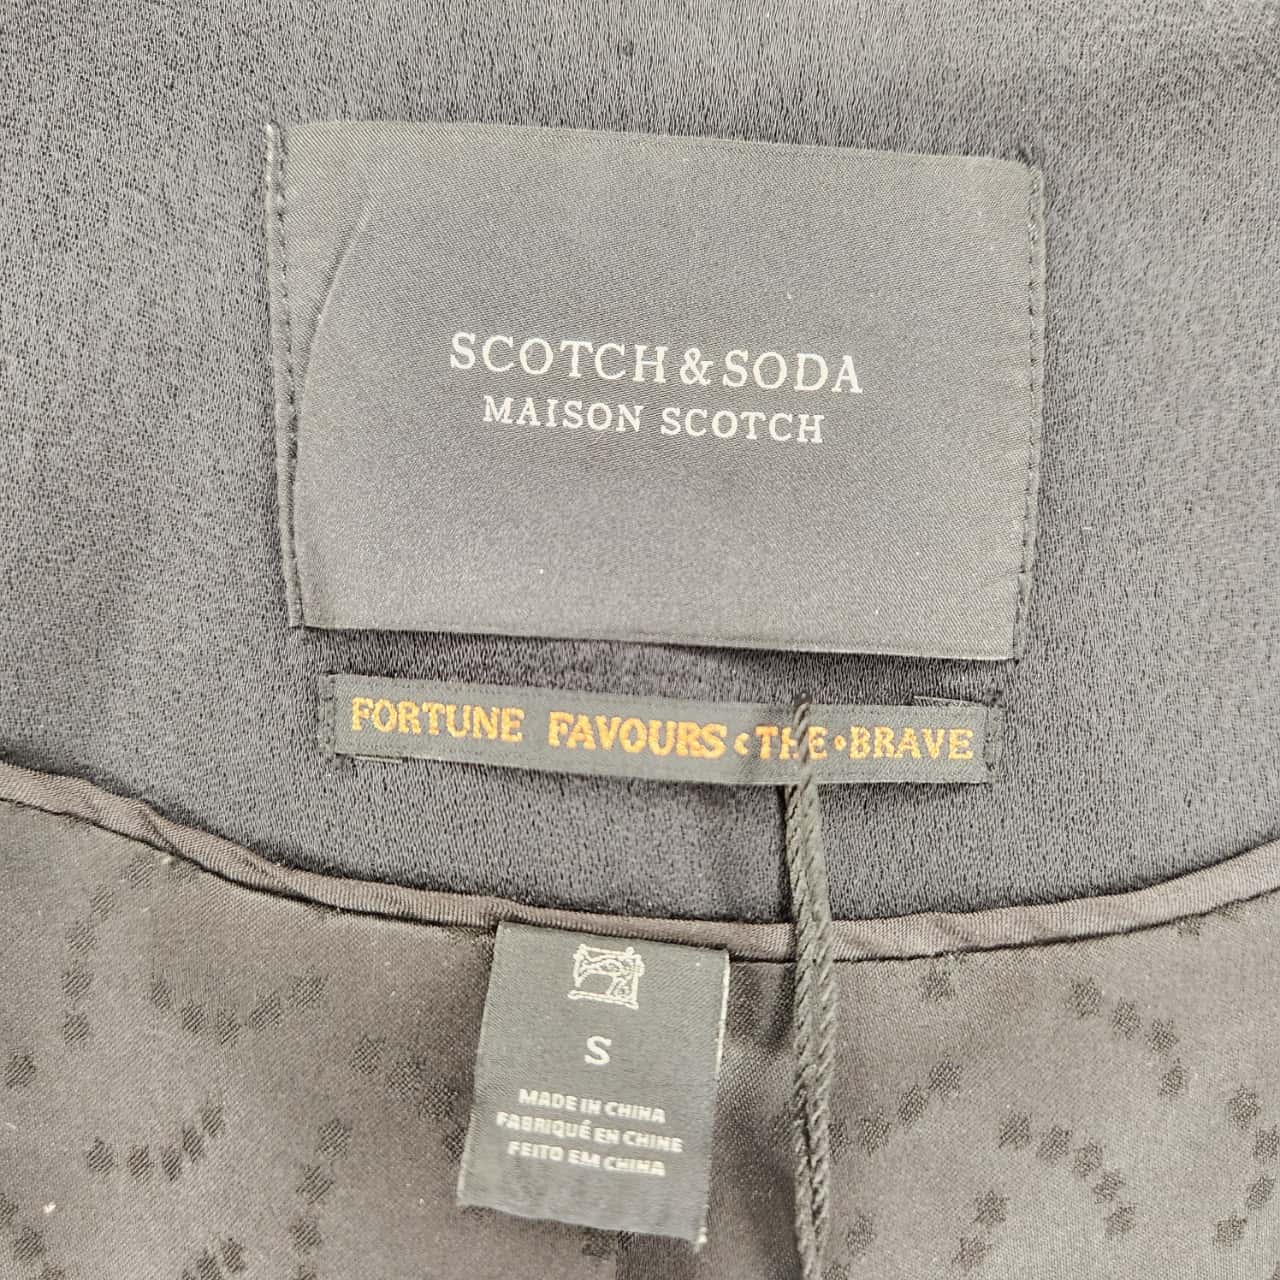 SCOTCH & SODA
MAISON SCOTCH
FORTUNE FAVOURS•THE•BRAVE
S
MADE IN CHINA
FABRIQUÉ EN CHINE
FEITO EM CHINA